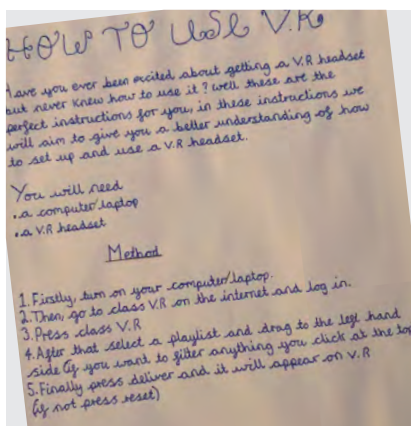 HOW TO USE V.R
Have you ever been excited about getting a V.R headset
but never knew how to use it? well these are the
perfect instructions for you, in these instructions we
will aim to give you a better understanding of how
to set up and use a V.R headset.
You will need
• a computer/laptop
• a V.R headset
Method
1. Firstly, turn on your computer/laptop.
2. Then, go to class V.R on the internet and log in.
3. Press class V.R
4. After that select a playlist and drag to the left hand
side (if you want to filter anything you click at the top
5. Finally press deliver and it will appear on V.R
(if not press reset)